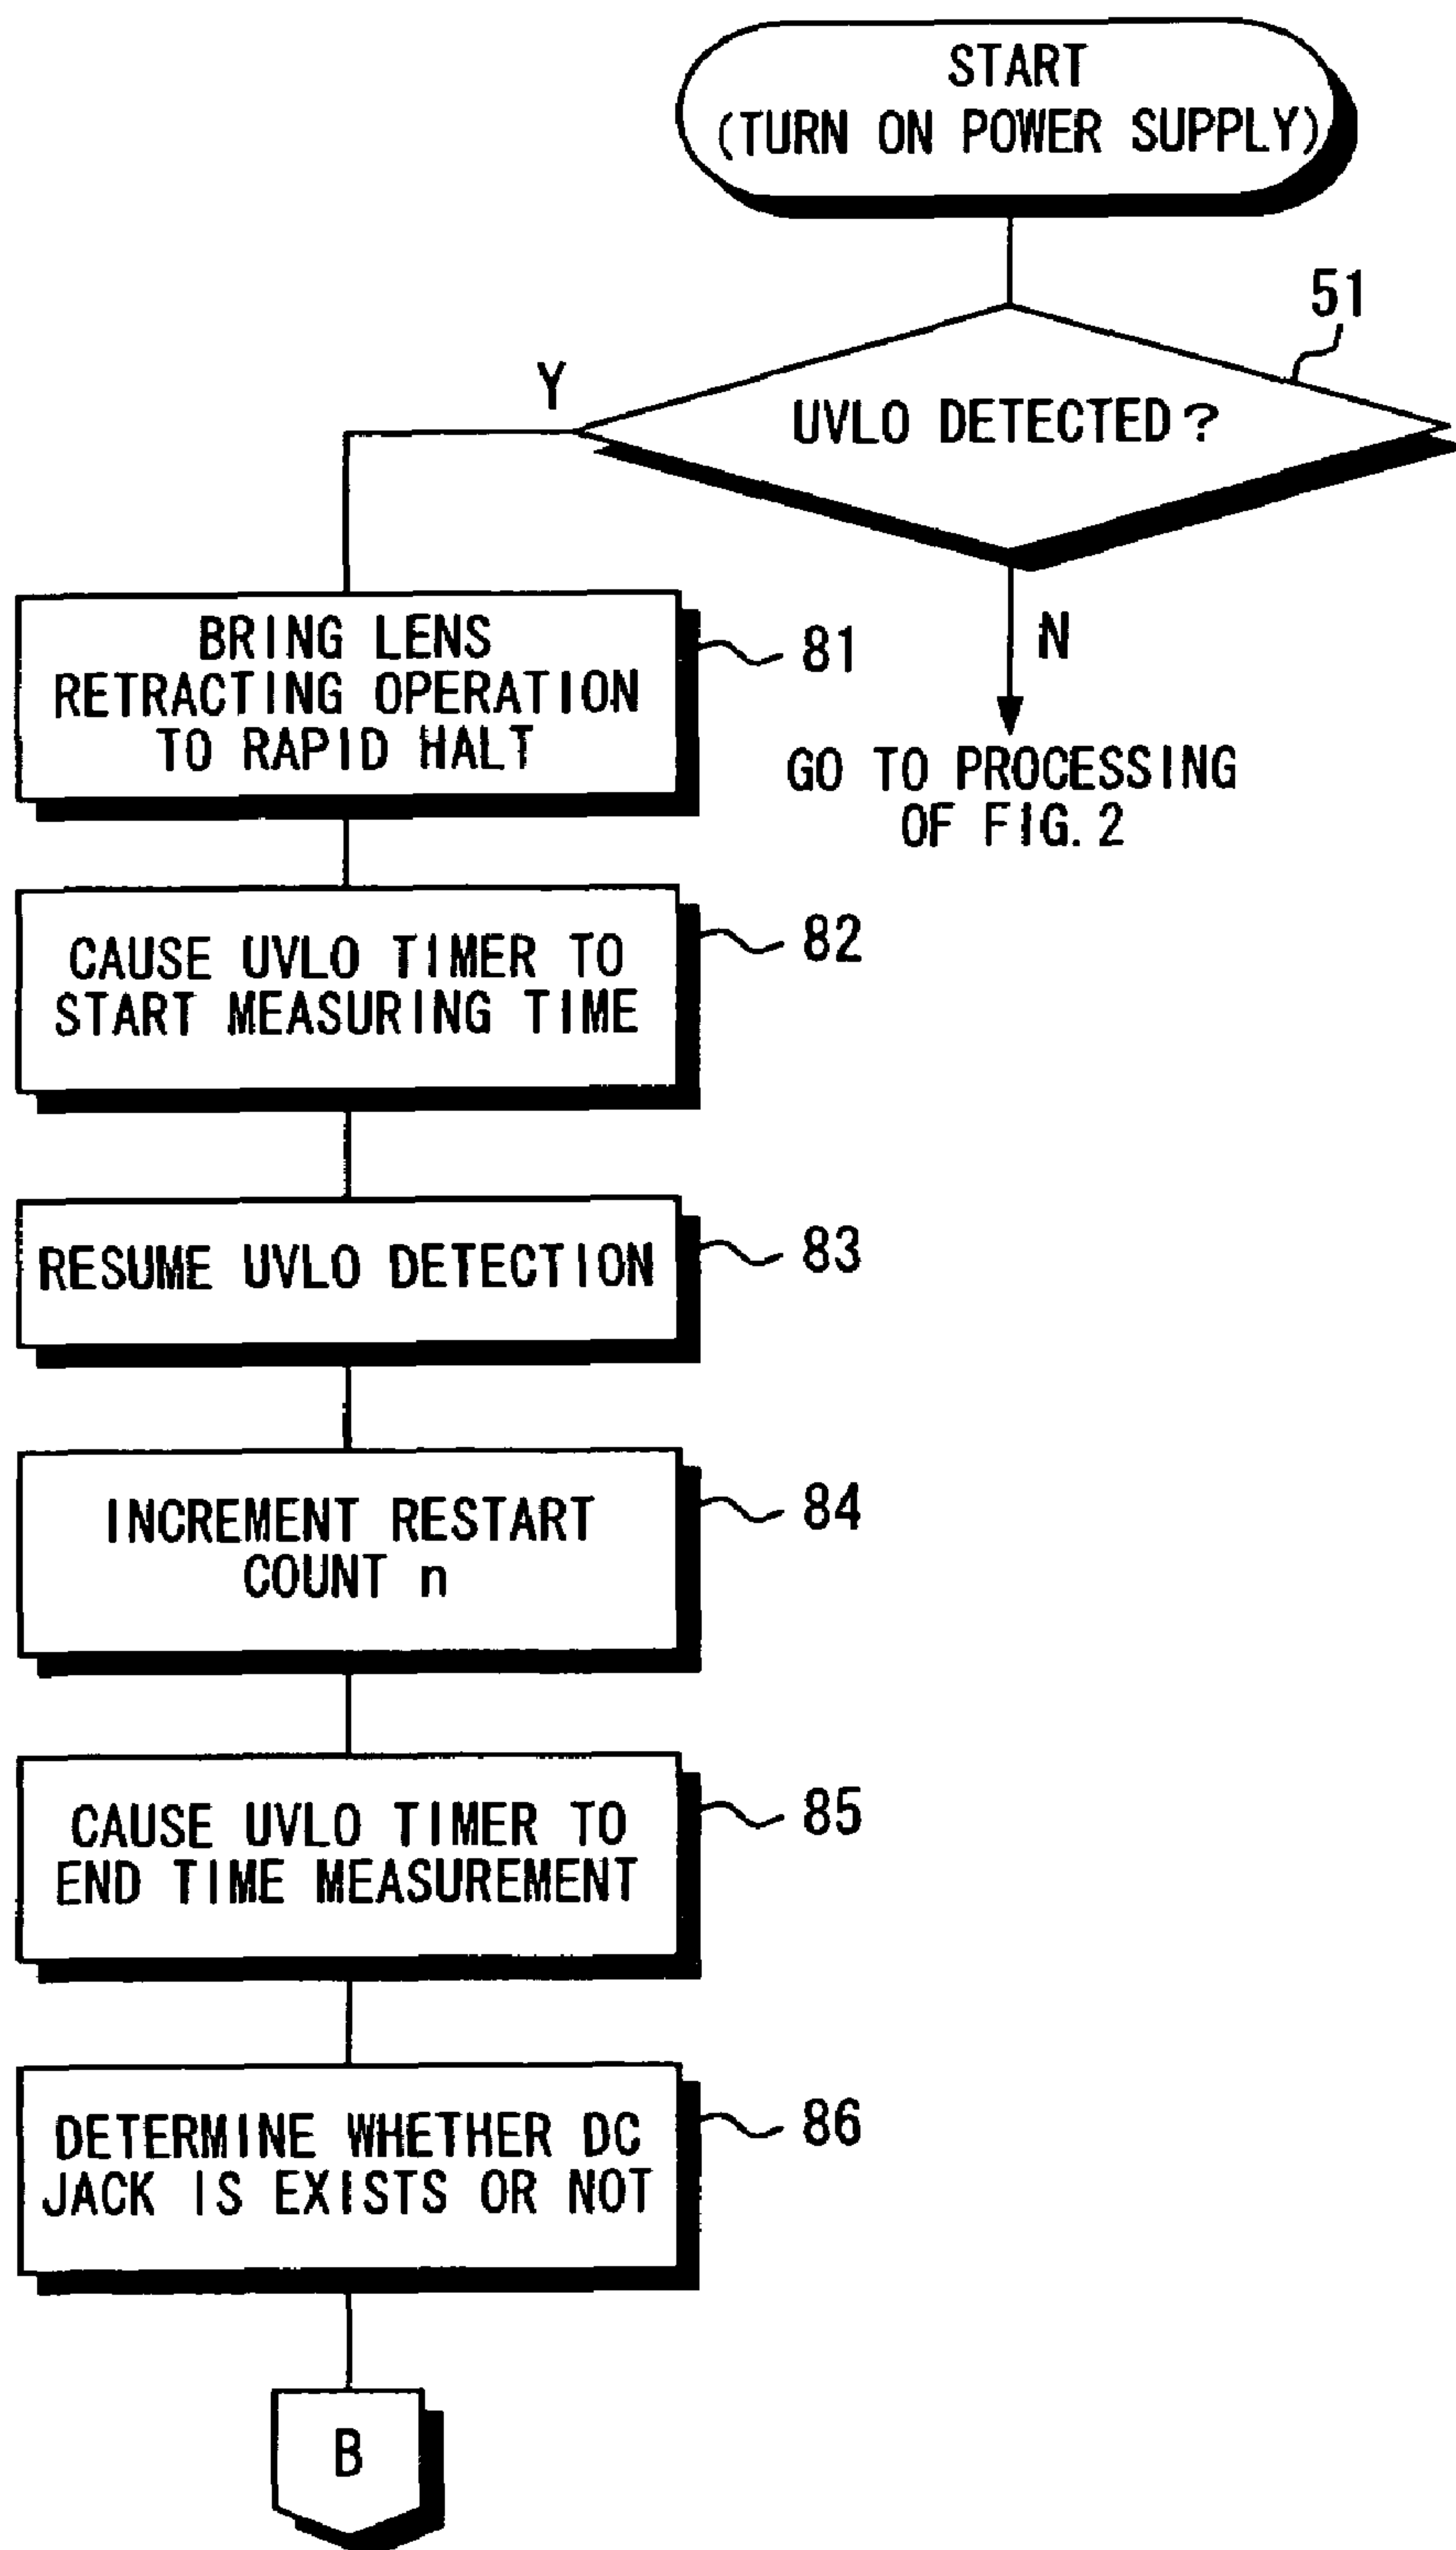 START
(TURN ON POWER SUPPLY)
51
Y
UVLO DETECTED?
N
GO TO PROCESSING
OF FIG.2
BRING LENS
RETRACTING OPERATION
TO RAPID HALT
81
CAUSE UVLO TIMER TO
START MEASURING TIME
82
RESUME UVLO DETECTION
83
INCREMENT RESTART
COUNT n
84
CAUSE UVLO TIMER TO
END TIME MEASUREMENT
85
DETERMINE WHETHER DC
JACK IS EXISTS OR NOT
86
B